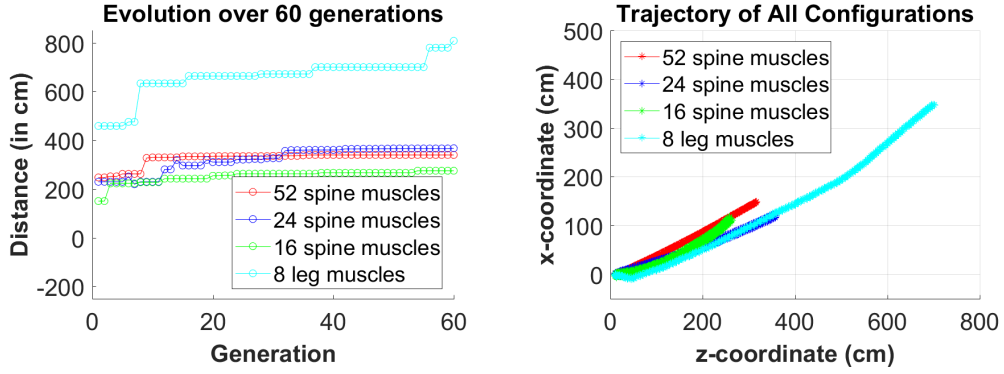 Evolution over 60 generations
Distance (in cm)
800
600
400
200
0
-200
0
20
40
60
Generation
52 spine muscles
24 spine muscles
16 spine muscles
8 leg muscles
Trajectory of All Configurations
x-coordinate (cm)
500
400
300
200
100
0
0
200
400
600
800
z-coordinate (cm)
52 spine muscles
24 spine muscles
16 spine muscles
8 leg muscles